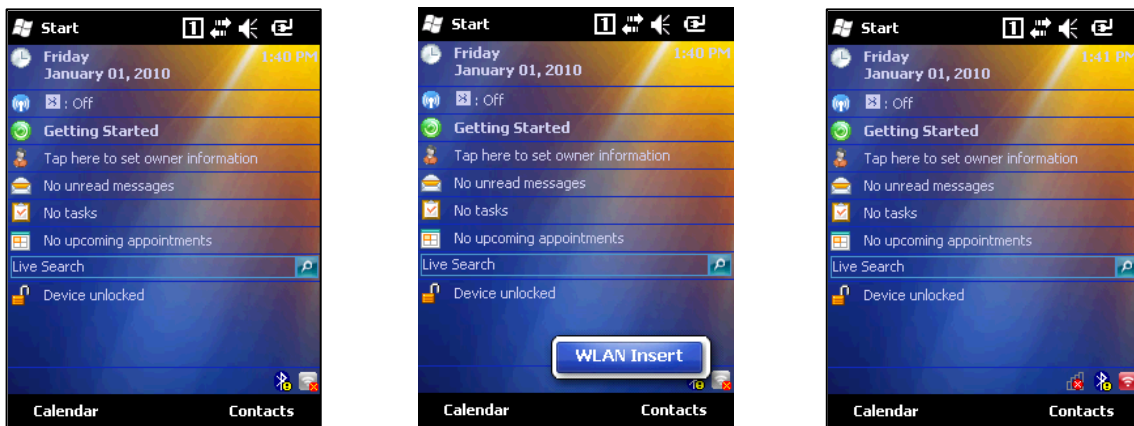 Start 1
Friday 1:40 PM
January 01, 2010
: Off
Getting Started
Tap here to set owner information
No unread messages
No tasks
No upcoming appointments
Live Search
Device unlocked
Calendar Contacts
Start 1
Friday 1:40 PM
January 01, 2010
: Off
Getting Started
Tap here to set owner information
No unread messages
No tasks
No upcoming appointments
Live Search
Device unlocked
WLAN Insert
Calendar Contacts
Start 1
Friday 1:41 PM
January 01, 2010
: Off
Getting Started
Tap here to set owner information
No unread messages
No tasks
No upcoming appointments
Live Search
Device unlocked
Calendar Contacts